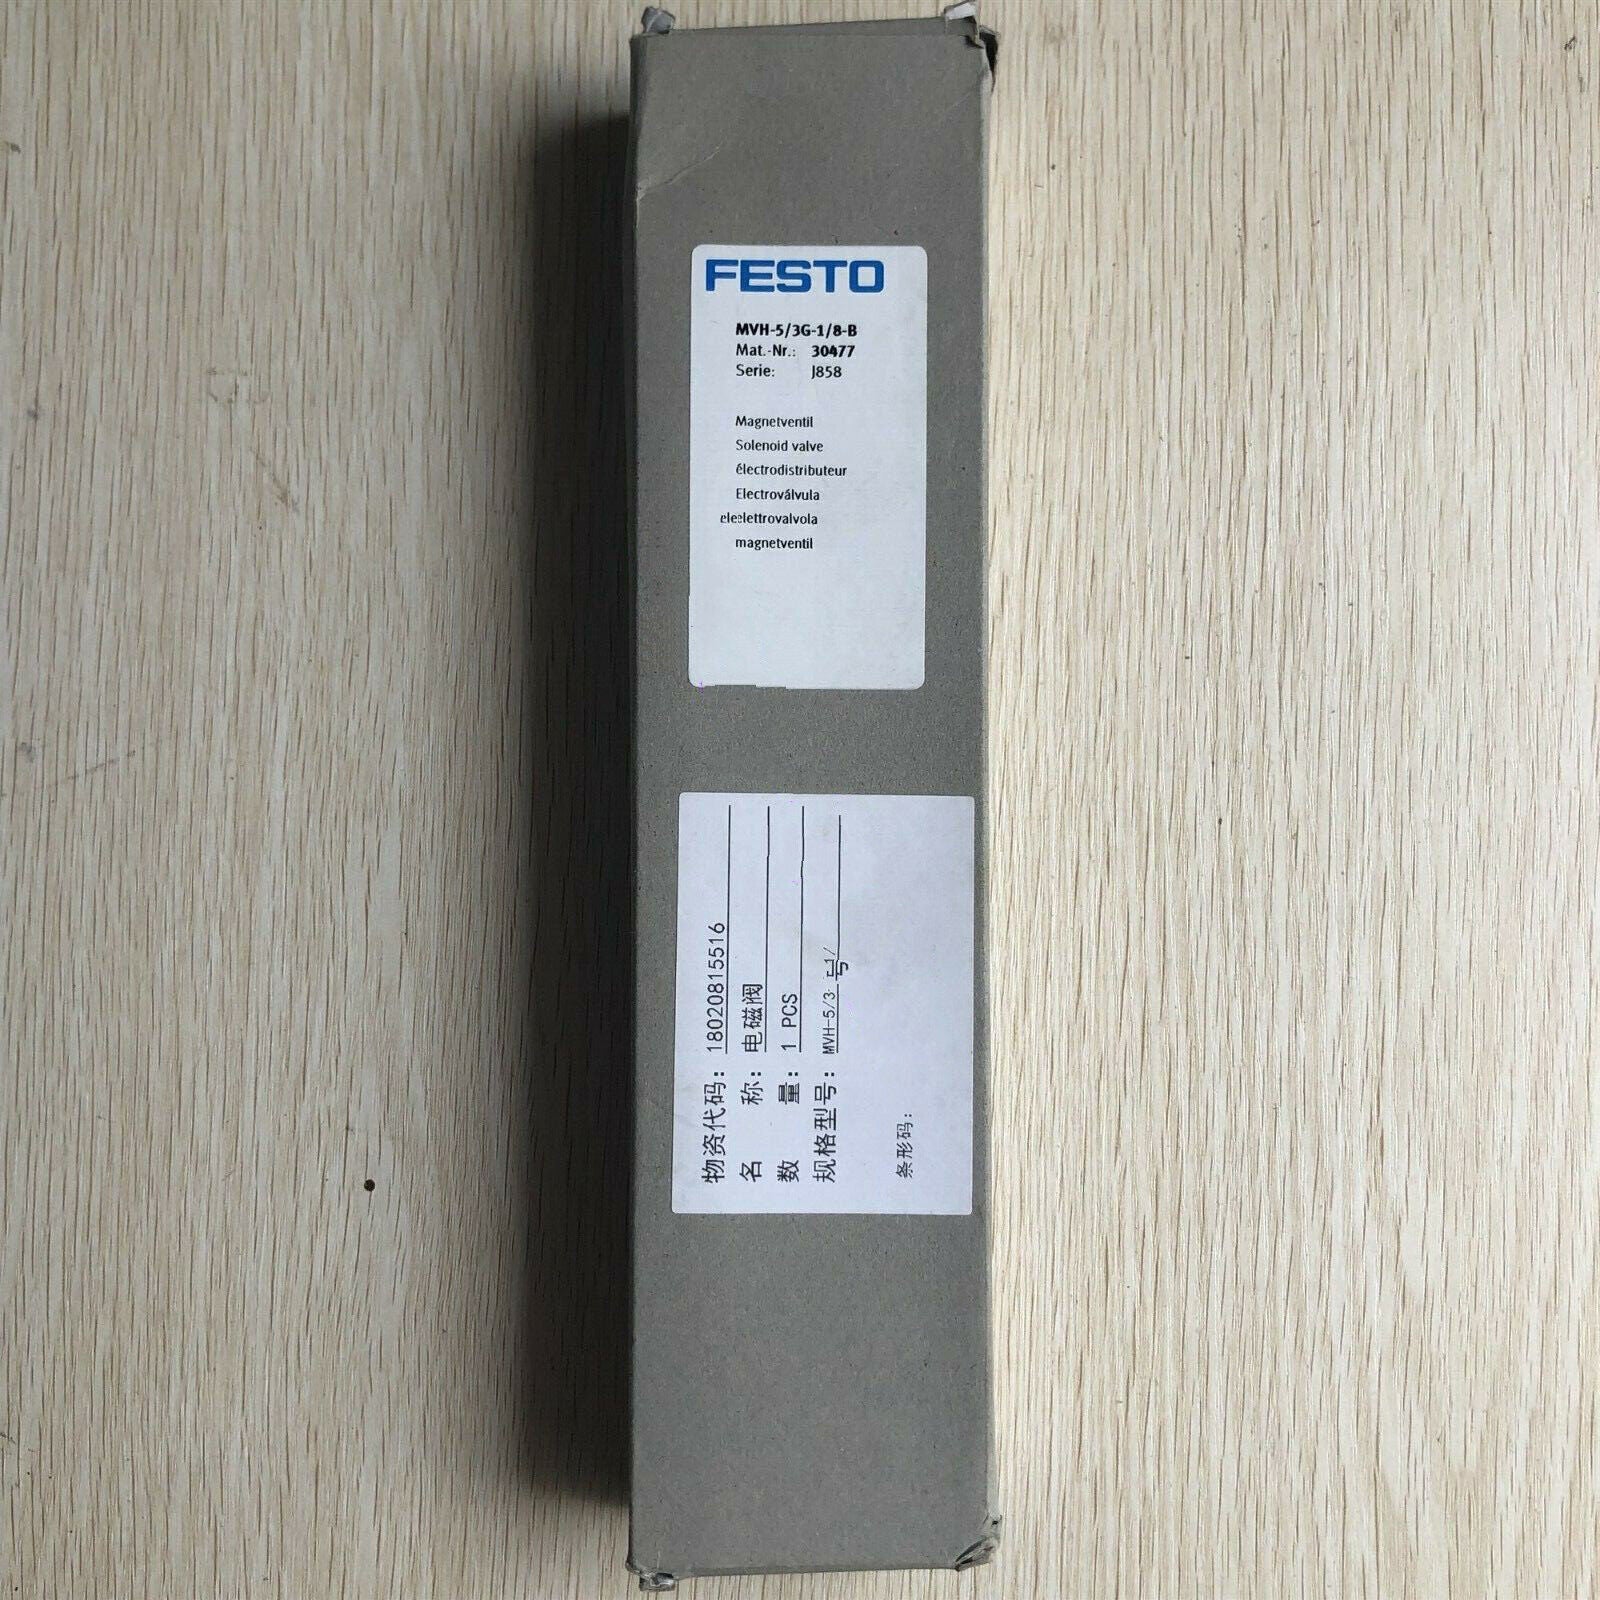 FESTO
MVH-5/3G-1/8-B
Mat.-Nr.: 30477
Serie: J858
Magnetventil
Solenoid valve
électrodistributeur
Electroválvula
eleelettrovalvola
magnetventil
物资代码: 18020815516
名 称: 电磁阀
数 量: 1 PCS
规格型号: MVH-5/3
条形码: